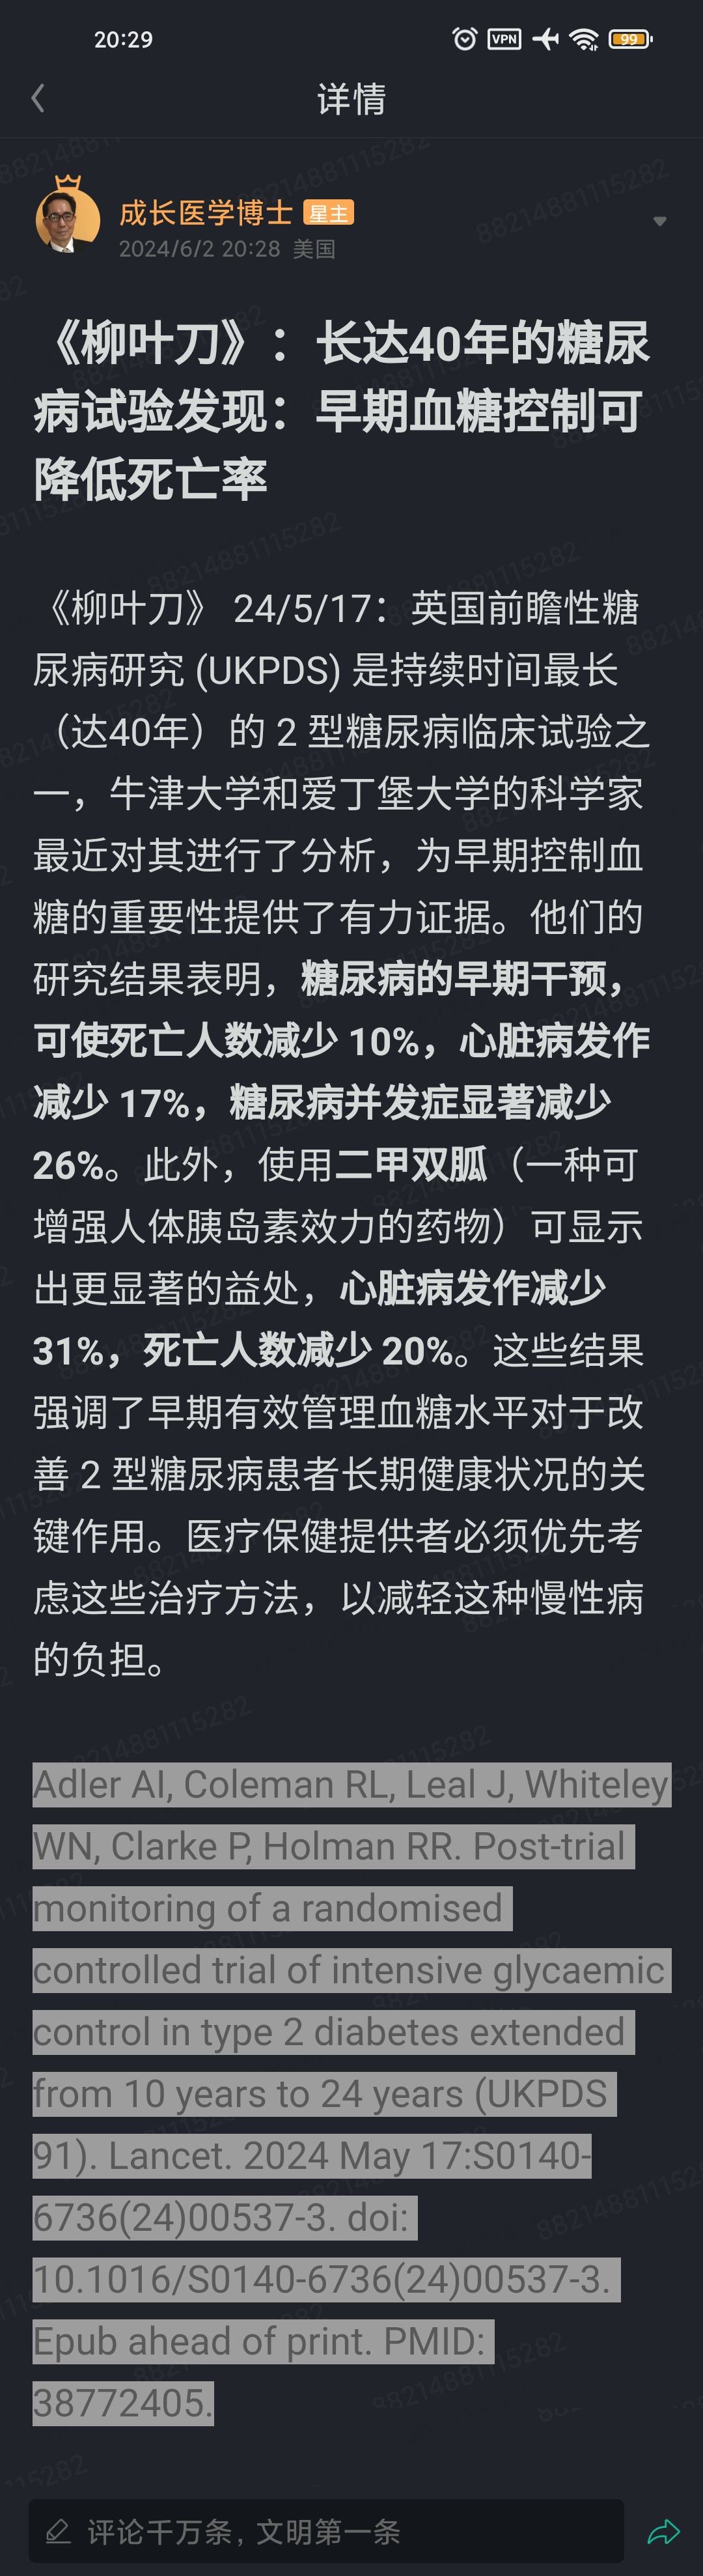 20:29
VPN
99
详情
成长医学博士 星主
2024/6/2 20:28 美国
《柳叶刀》：长达40年的糖尿
病试验发现：早期血糖控制可
降低死亡率
《柳叶刀》 24/5/17：英国前瞻性糖
尿病研究 (UKPDS) 是持续时间最长
（达40年）的 2 型糖尿病临床试验之
一，牛津大学和爱丁堡大学的科学家
最近对其进行了分析，为早期控制血
糖的重要性提供了有力证据。他们的
研究结果表明，糖尿病的早期干预，
可使死亡人数减少 10%，心脏病发作
减少 17%，糖尿病并发症显著减少
26%。此外，使用二甲双胍（一种可
增强人体胰岛素效力的药物）可显示
出更显著的益处，心脏病发作减少
31%，死亡人数减少 20%。这些结果
强调了早期有效管理血糖水平对于改
善 2 型糖尿病患者长期健康状况的关
键作用。医疗保健提供者必须优先考
虑这些治疗方法，以减轻这种慢性病
的负担。
Adler AI, Coleman RL, Leal J, Whiteley
WN, Clarke P, Holman RR. Post-trial
monitoring of a randomised
controlled trial of intensive glycaemic
control in type 2 diabetes extended
from 10 years to 24 years (UKPDS
91). Lancet. 2024 May 17:S0140-
6736(24)00537-3. doi:
10.1016/S0140-6736(24)00537-3.
Epub ahead of print. PMID:
38772405.
评论千万条，文明第一条
88214881115282